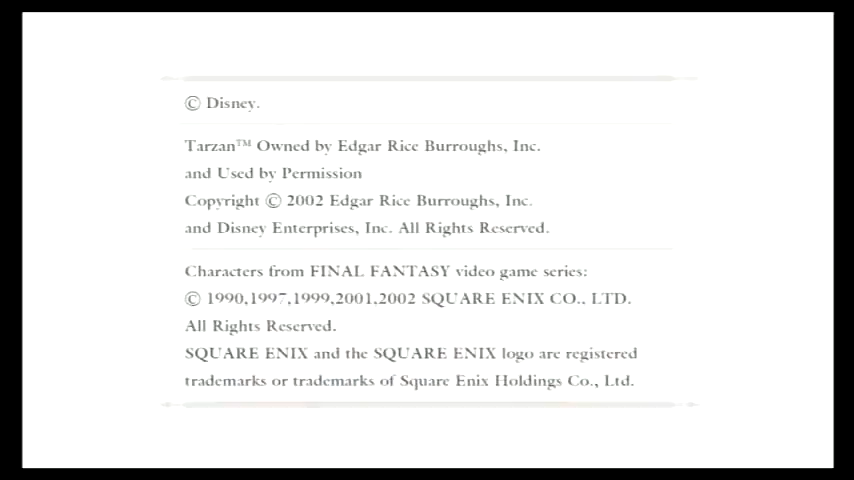 © Disney.
Tarzan™ Owned by Edgar Rice Burroughs, Inc.
and Used by Permission
Copyright © 2002 Edgar Rice Burroughs, Inc.
and Disney Enterprises, Inc. All Rights Reserved.
Characters from FINAL FANTASY video game series:
© 1990,1997,1999,2001,2002 SQUARE ENIX CO., LTD.
All Rights Reserved.
SQUARE ENIX and the SQUARE ENIX logo are registered
trademarks or trademarks of Square Enix Holdings Co., Ltd.